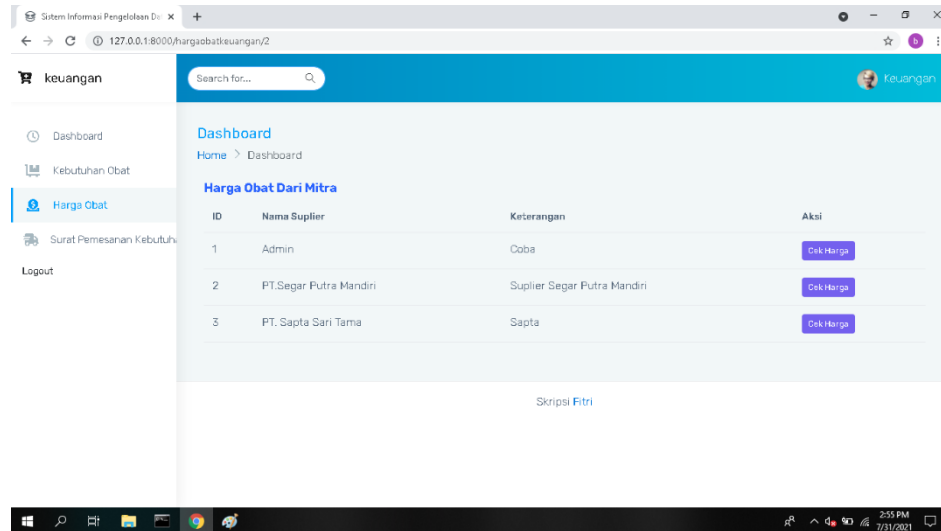 Sistem Informasi Pengelolaan Da
127.0.0.1:8000/hargaobatkeuangan/2
b
keuangan
Search for...
Keuangan
Dashboard
Kebutuhan Obat
Harga Obat
Surat Pemesanan Kebutuh
Logout
Dashboard
Home > Dashboard
Harga Obat Dari Mitra
ID Nama Suplier Keterangan Aksi
1 Admin Coba Cek Harga
2 PT.Segar Putra Mandiri Suplier Segar Putra Mandiri Cek Harga
3 PT. Sapta Sari Tama Sapta Cek Harga
Skripsi Fitri
2:55 PM
7/31/2021